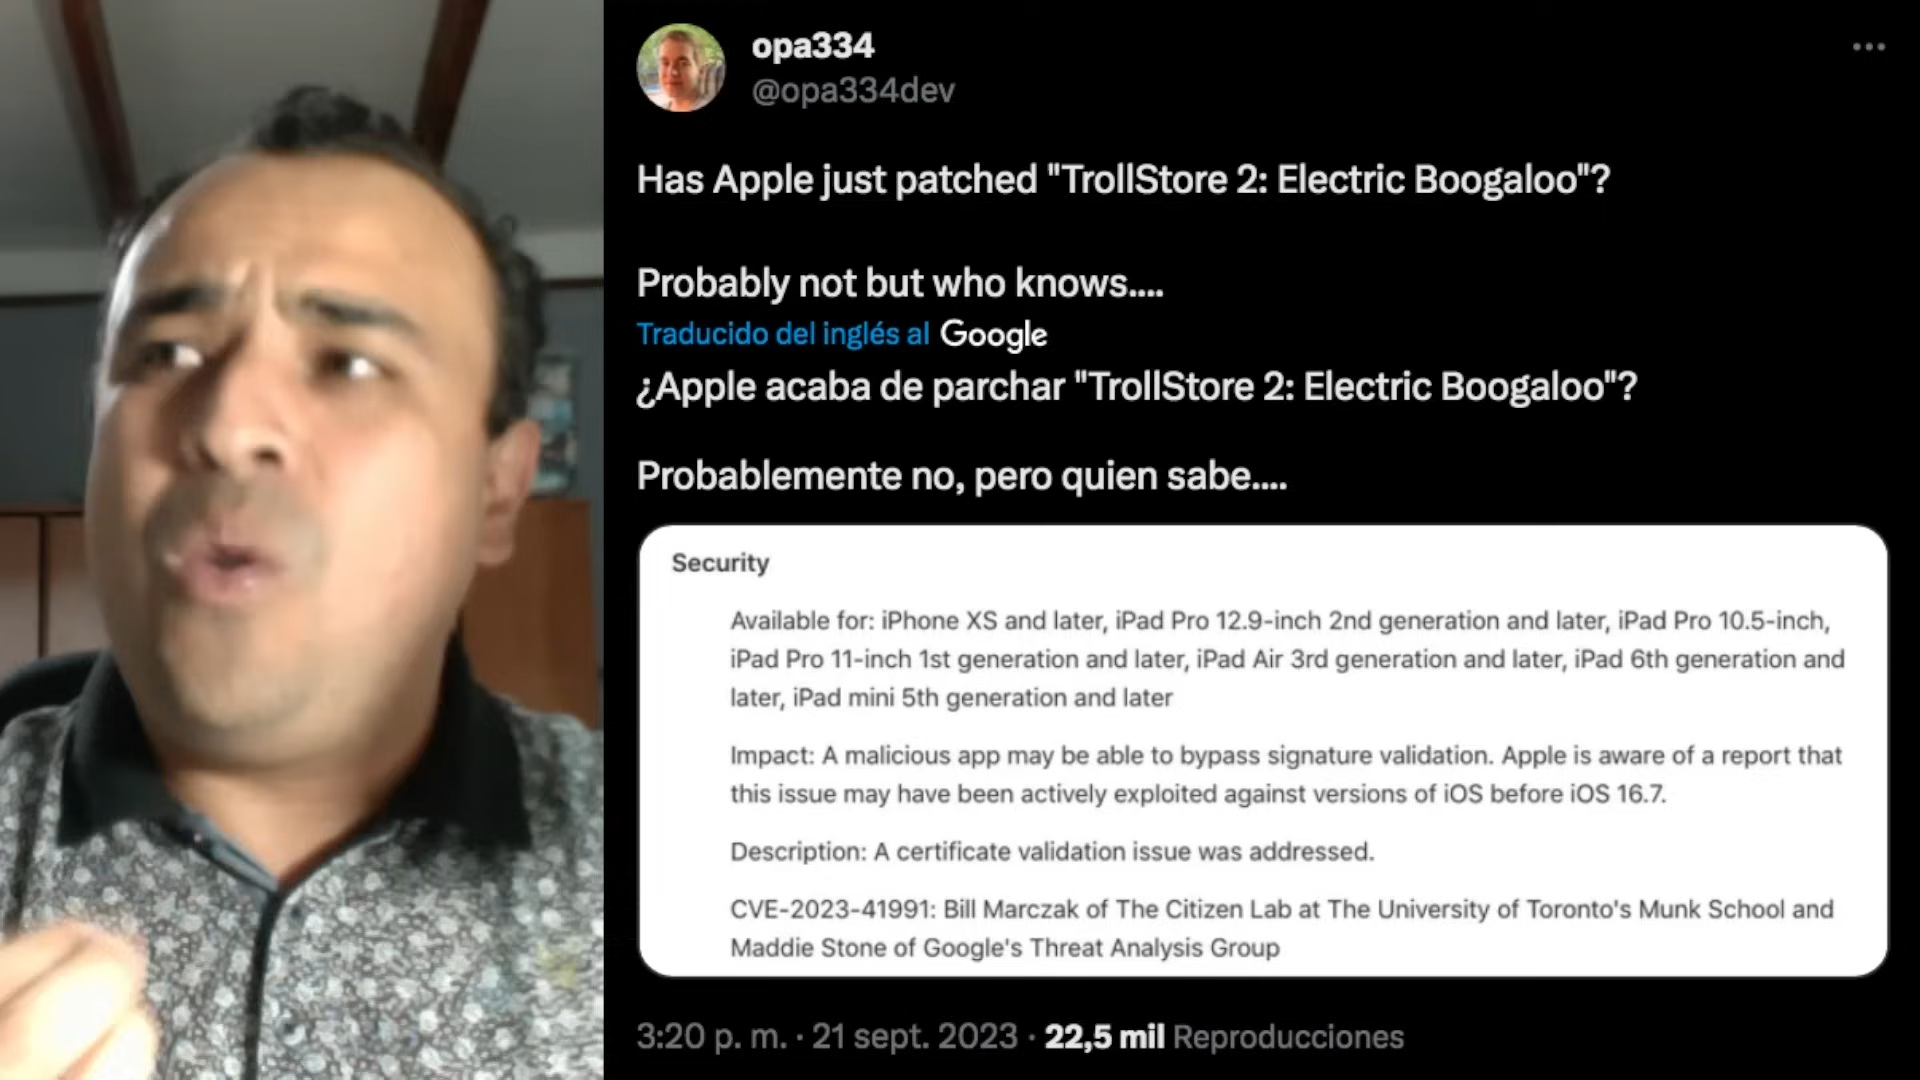 opa334
@opa334dev
Has Apple just patched "TrollStore 2: Electric Boogaloo"?
Probably not but who knows....
Traducido del inglés al Google
¿Apple acaba de parchar "TrollStore 2: Electric Boogaloo"?
Probablemente no, pero quien sabe....
Security
Available for: iPhone XS and later, iPad Pro 12.9-inch 2nd generation and later, iPad Pro 10.5-inch,
iPad Pro 11-inch 1st generation and later, iPad Air 3rd generation and later, iPad 6th generation and
later, iPad mini 5th generation and later
Impact: A malicious app may be able to bypass signature validation. Apple is aware of a report that
this issue may have been actively exploited against versions of iOS before iOS 16.7.
Description: A certificate validation issue was addressed.
CVE-2023-41991: Bill Marczak of The Citizen Lab at The University of Toronto's Munk School and
Maddie Stone of Google's Threat Analysis Group
3:20 p. m. · 21 sept. 2023 · 22,5 mil Reproducciones